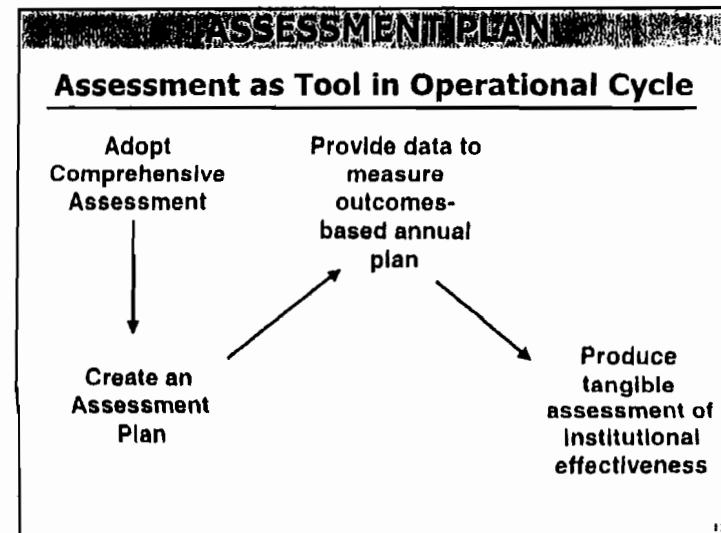 ASSESSMENT PLAN
Assessment as Tool in Operational Cycle
Adopt
Comprehensive
Assessment
Provide data to
measure
outcomes-
based annual
plan
Create an
Assessment
Plan
Produce
tangible
assessment of
institutional
effectiveness